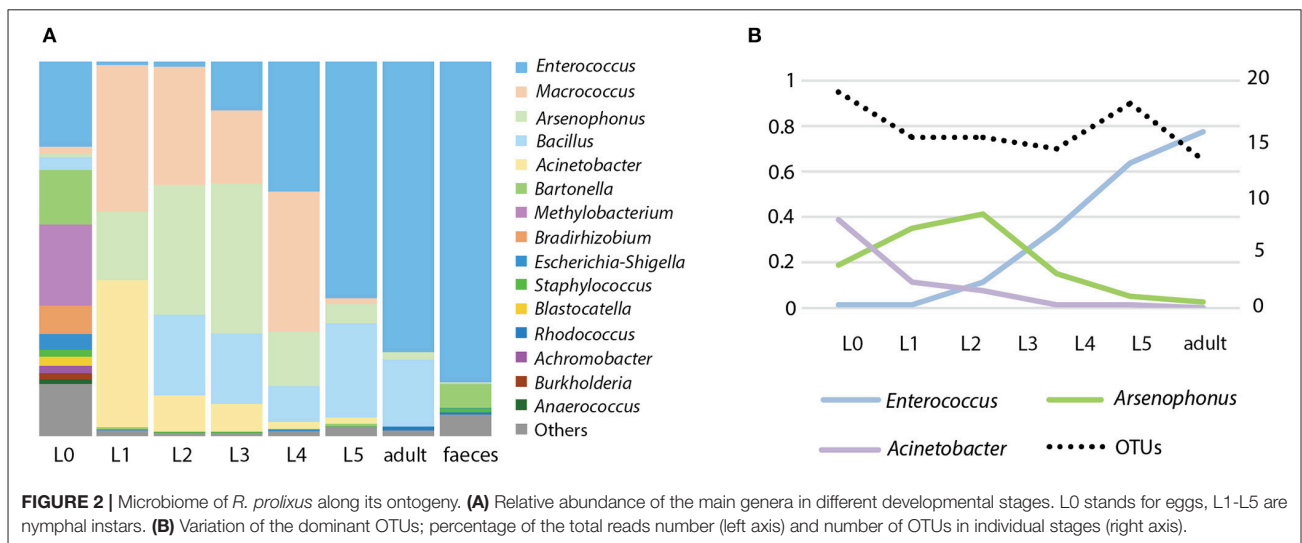 A
Enterococcus
Macrococcus
Arsenophonus
Bacillus
Acinetobacter
Bartonella
Methylobacterium
Bradirhizobium
Escherichia-Shigella
Staphylococcus
Blastocatella
Rhodococcus
Achromobacter
Burkholderia
Anaerococcus
Others
L0 L1 L2 L3 L4 L5 adult faeces
B
1
0.8
0.6
0.4
0.2
0
20
15
10
5
0
L0 L1 L2 L3 L4 L5 adult
Enterococcus Arsenophonus
Acinetobacter OTUs
FIGURE 2 | Microbiome of R. prolixus along its ontogeny. (A) Relative abundance of the main genera in different developmental stages. L0 stands for eggs, L1-L5 are
nymphal instars. (B) Variation of the dominant OTUs; percentage of the total reads number (left axis) and number of OTUs in individual stages (right axis).